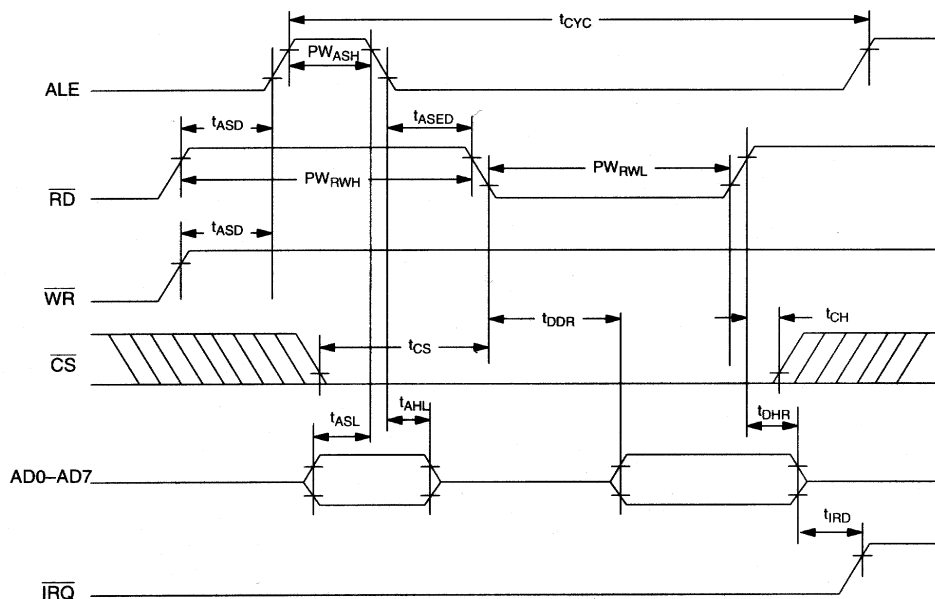 tCYC
PWASH
ALE
tASD
tASED
PWRWH
PWRWL
RD
tASD
WR
tDDR
tCH
tCS
CS
tASL
tAHL
tDHR
AD0–AD7
tIRD
IRQ